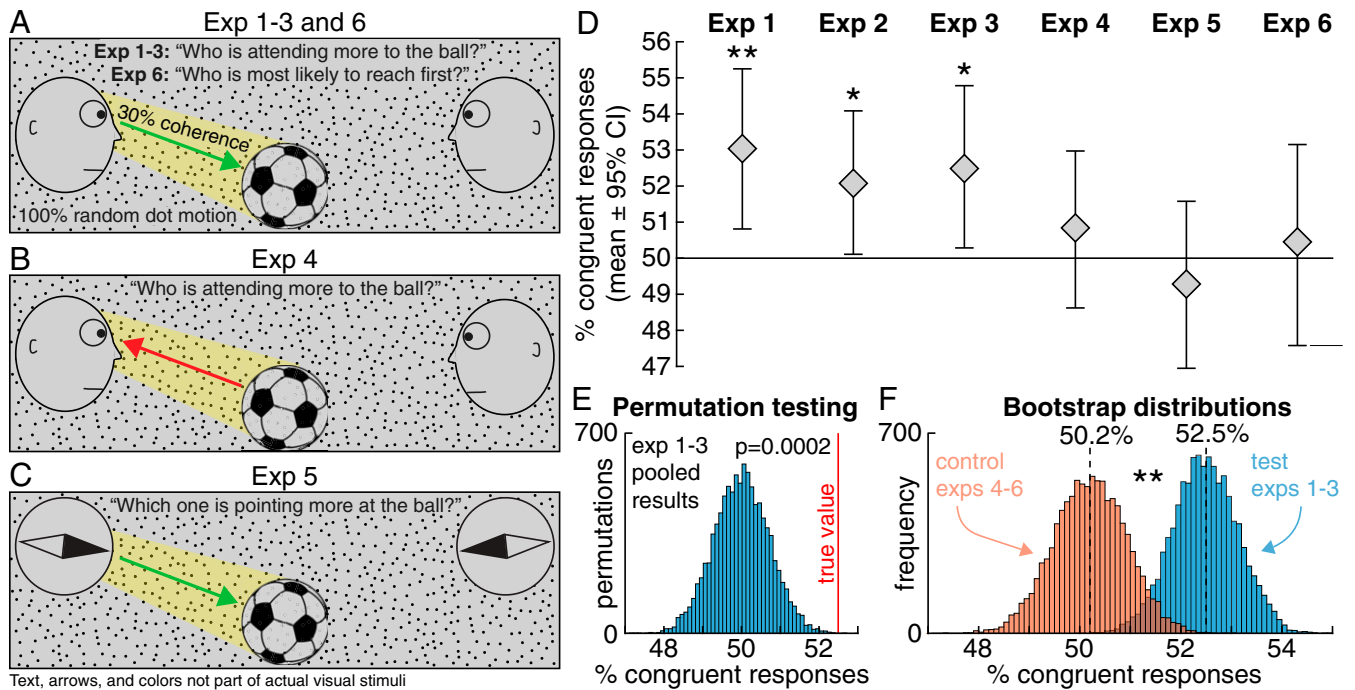 A
Exp 1-3 and 6
Exp 1-3: “Who is attending more to the ball?”
Exp 6: “Who is most likely to reach first?”
30% coherence
100% random dot motion
B
Exp 4
“Who is attending more to the ball?”
C
Exp 5
“Which one is pointing more at the ball?”
Text, arrows, and colors not part of actual visual stimuli
D
Exp 1 Exp 2 Exp 3 Exp 4 Exp 5 Exp 6
% congruent responses
(mean ± 95% CI)
56
55
54
53
52
51
50
49
48
47
**
*
*
E
Permutation testing
700
0
permutations
exp 1-3
pooled
results
p=0.0002
true value
48 50 52
% congruent responses
F
Bootstrap distributions
50.2% 52.5%
700
0
frequency
control
exps 4-6
**
test
exps 1-3
48 50 52 54
% congruent responses